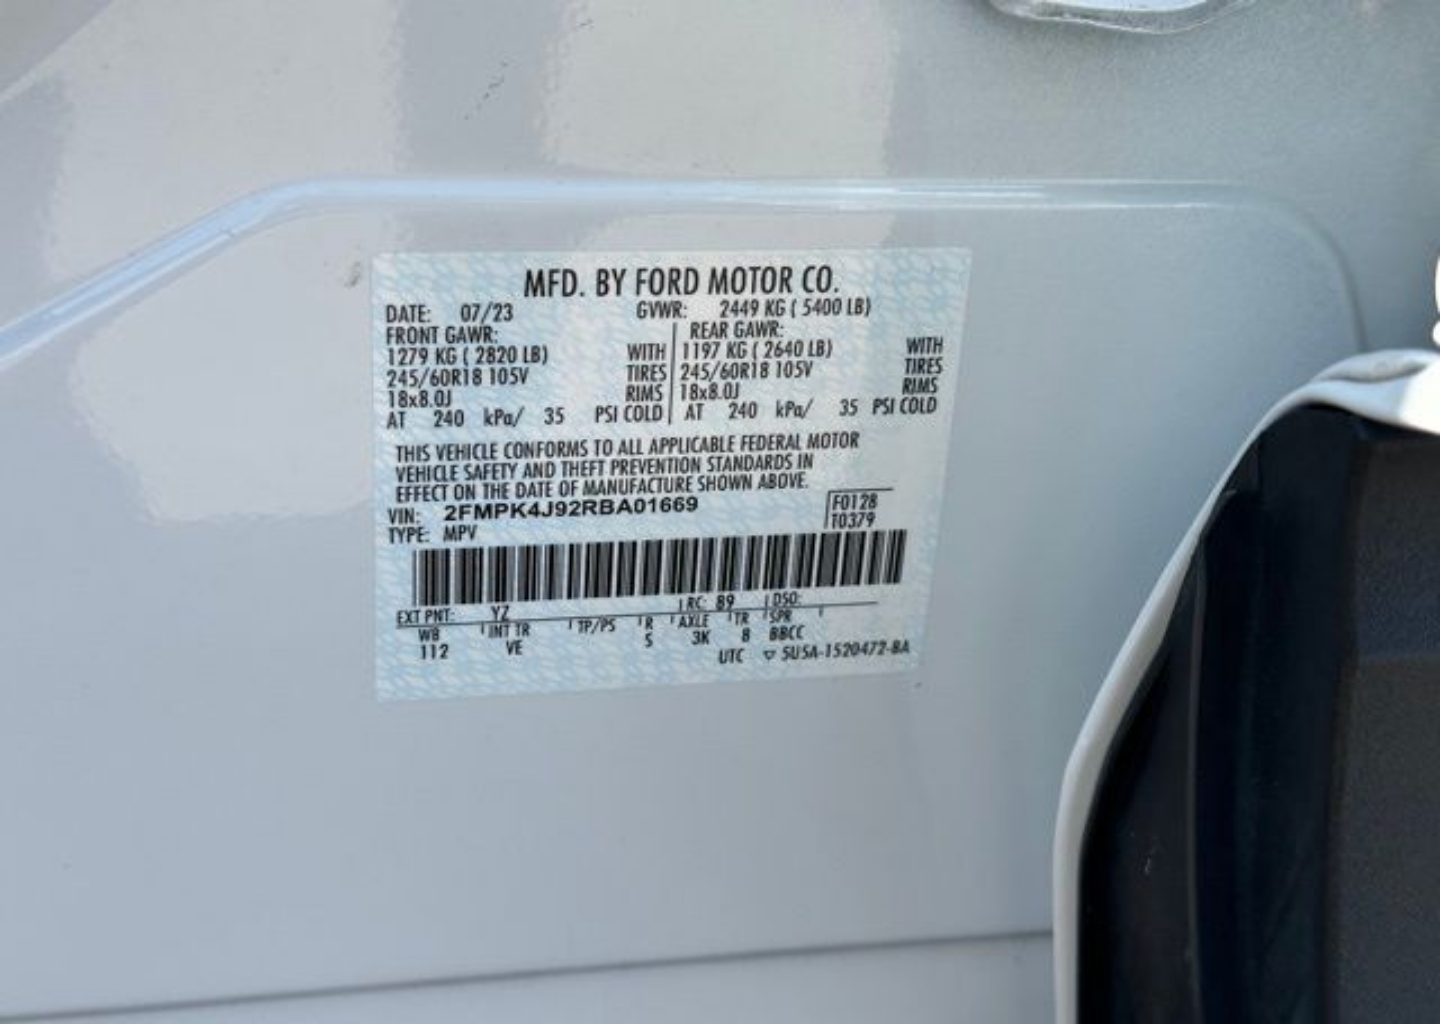 MFD. BY FORD MOTOR CO.
DATE: 07/23 GVWR: 2449 KG ( 5400 LB)
FRONT GAWR: REAR GAWR:
1279 KG ( 2820 LB) WITH 1197 KG ( 2640 LB) WITH
245/60R18 105V TIRES 245/60R18 105V TIRES
18x8.0J RIMS 18x8.0J RIMS
AT 240 kPa/ 35 PSI COLD AT 240 kPa/ 35 PSI COLD
THIS VEHICLE CONFORMS TO ALL APPLICABLE FEDERAL MOTOR
VEHICLE SAFETY AND THEFT PREVENTION STANDARDS IN
EFFECT ON THE DATE OF MANUFACTURE SHOWN ABOVE.
VIN: 2FMPK4J92RBA01669 F0128
TYPE: MPV T0379
EXT PNT: YZ RC: 89 DSO:
WB INT TR TP/PS R AXLE TR SPR
112 VE S 3K 8 BBCC
UTC ▽ 5U5A-1520472-BA